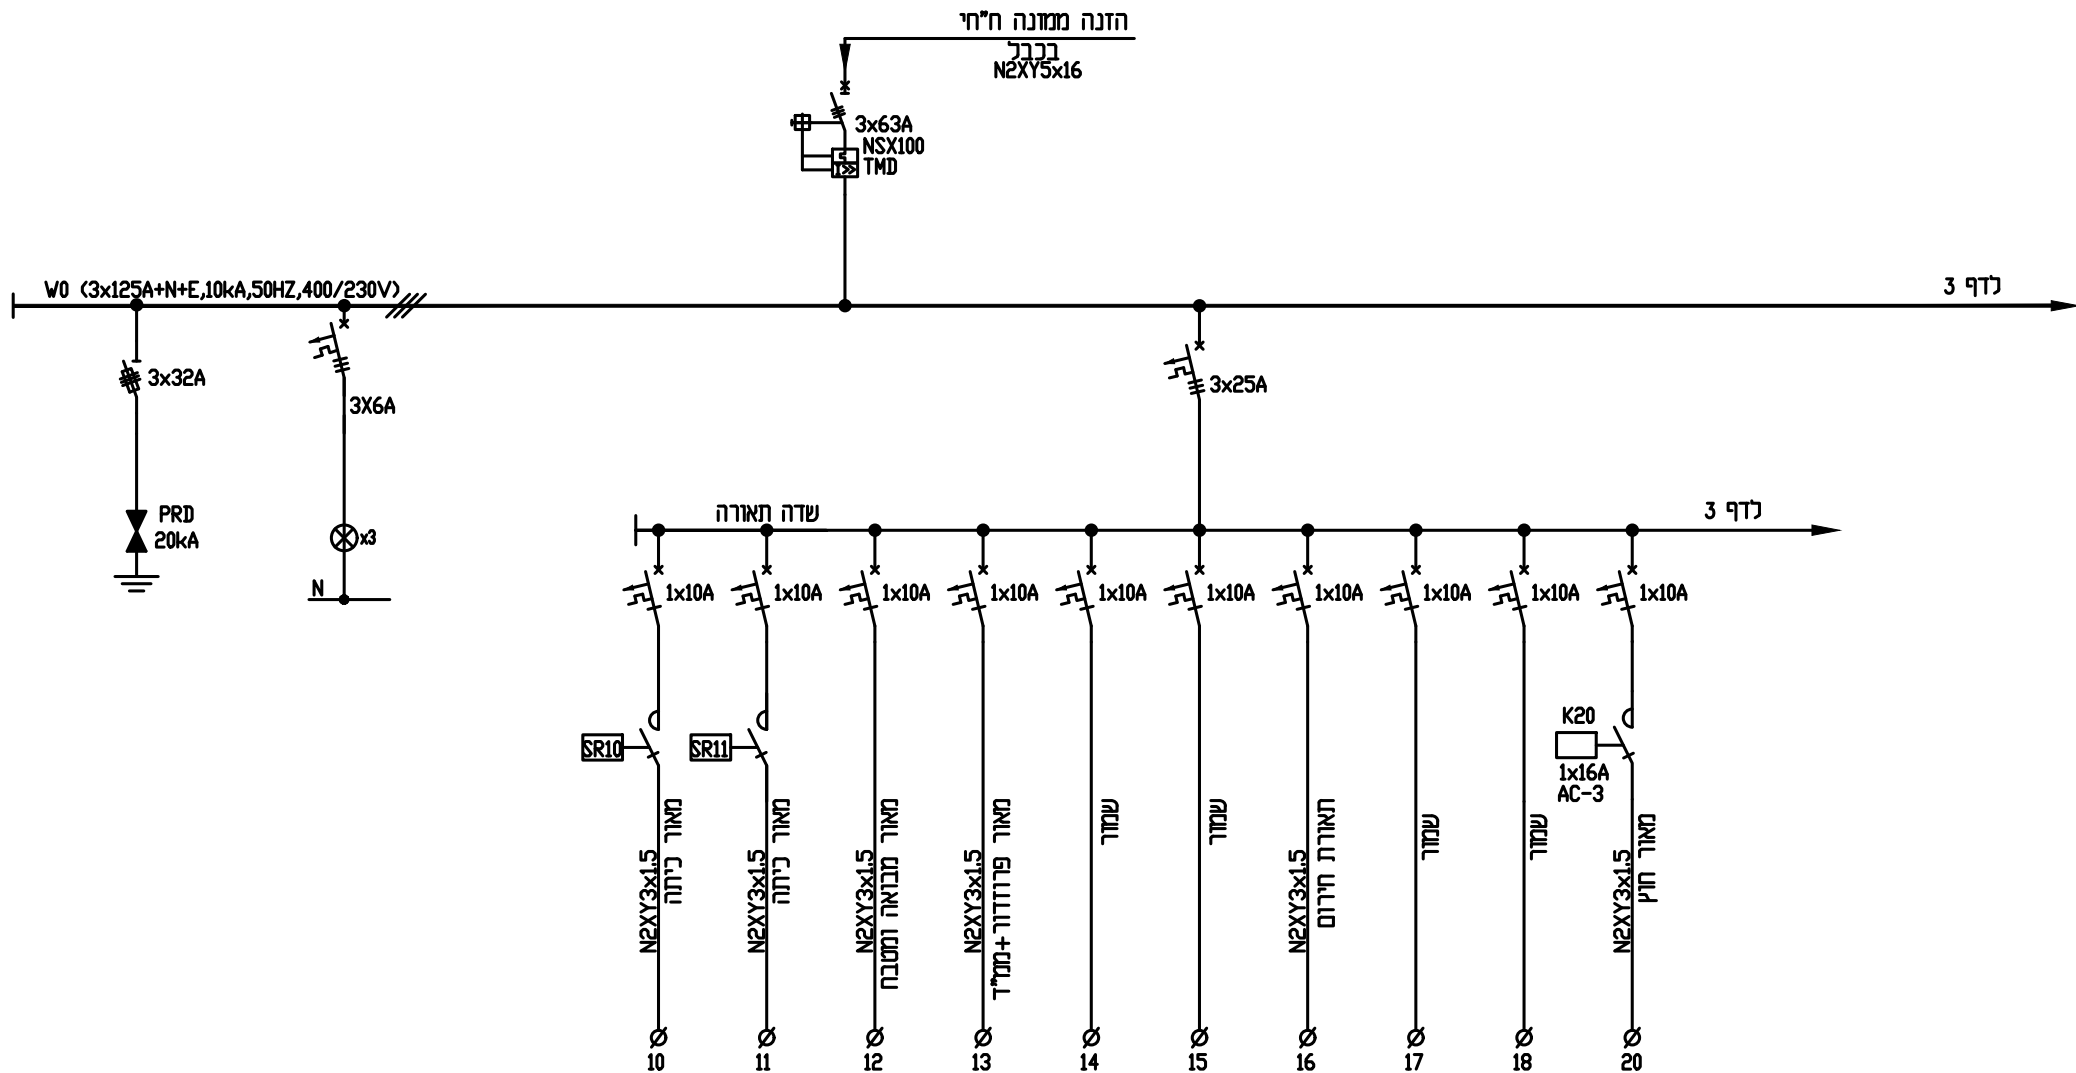 הזנה ממונה ח"חי
בכבל
N2XY5x16
3x63A
NSX100
TMD
I>>
W0 (3x125A+N+E,10kA,50HZ,400/230V)
לדף 3
3x32A
3X6A
3x25A
PRD
20kA
x3
N
שדה תאורה
לדף 3
1x10A
1x10A
1x10A
1x10A
1x10A
1x10A
1x10A
1x10A
1x10A
1x10A
SR10
SR11
K20
1x16A
AC-3
N2XY3x1.5
מאור כיתה
N2XY3x1.5
מאור כיתה
N2XY3x1.5
מאור מבואה ומטבח
N2XY3x1.5
מאור פרוזדור+ממ"ד
שמור
שמור
N2XY3x1.5
תאורת חירום
שמור
שמור
N2XY3x1.5
מאור חוץ
10
11
12
13
14
15
16
17
18
20